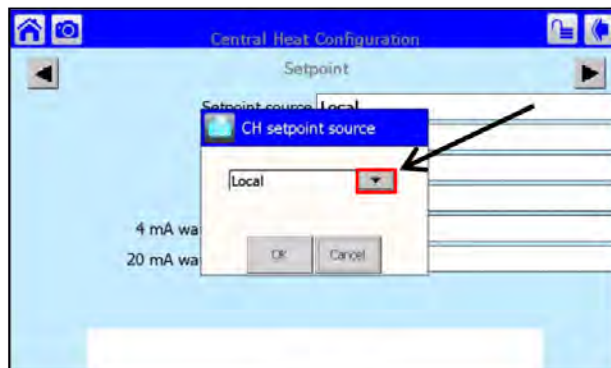 Central Heat Configuration
Setpoint
Setpoint source Local
CH setpoint source
Local
4 mA wa
20 mA wa
OK Cancel